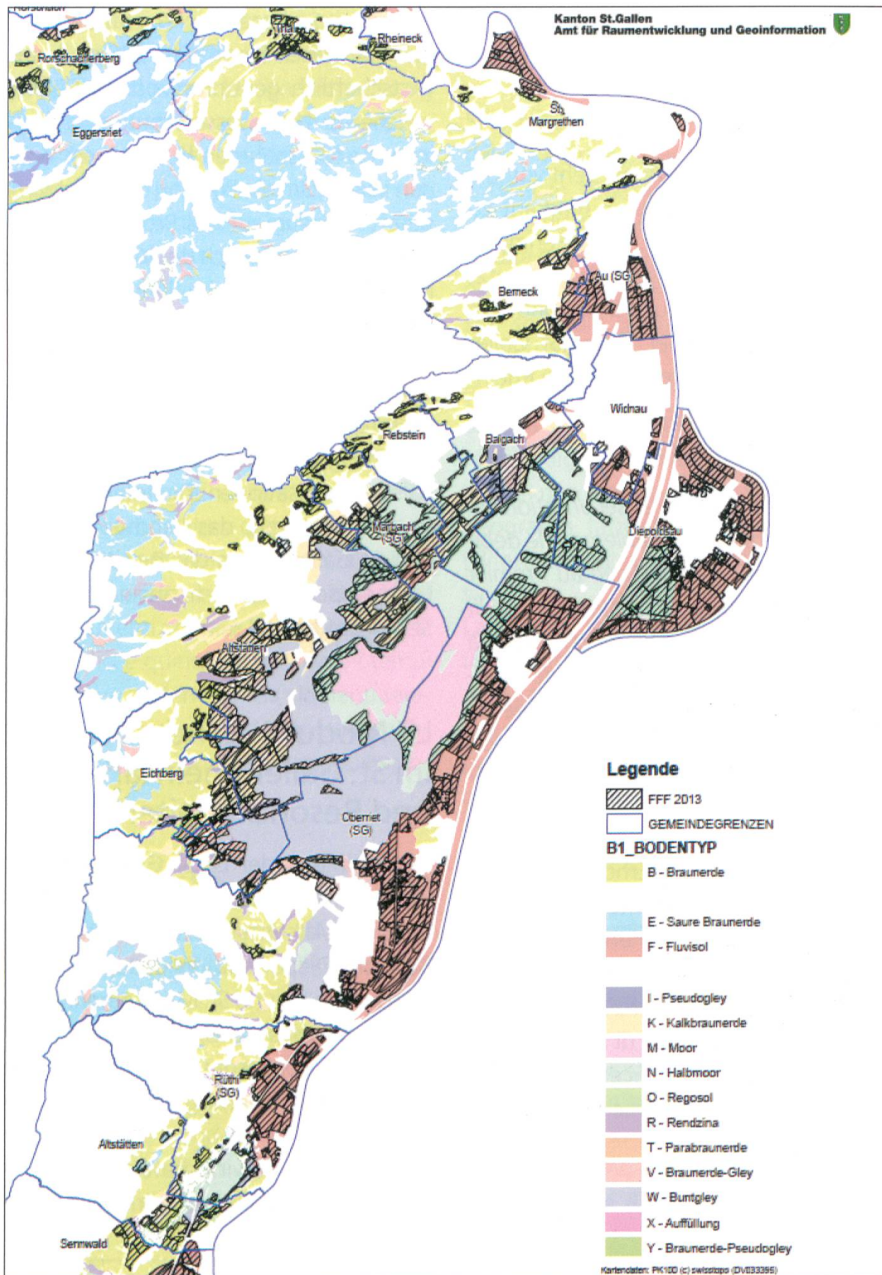 Kanton St.Gallen
Amt für Raumentwicklung und Geoinformation
Rheineck
Rorschacherberg
Eggersriet
St.
Margrethen
Au (SG)
Berneck
Widnau
Rebstein
Balgach
Marbach
(SG)
Diepoldsau
Altstätten
Eichberg
Oberriet
(SG)
Rüthi
(SG)
Altstätten
Sennwald
Legende
FFF 2013
GEMEINDEGRENZEN
B1_BODENTYP
B - Braunerde
E - Saure Braunerde
F - Fluvisol
I - Pseudogley
K - Kalkbraunerde
M - Moor
N - Halbmoor
O - Regosol
R - Rendzina
T - Parabraunerde
V - Braunerde-Gley
W - Buntgley
X - Auffüllung
Y - Braunerde-Pseudogley
Kartendaten: PK100 (c) swisstopo (DV033395)